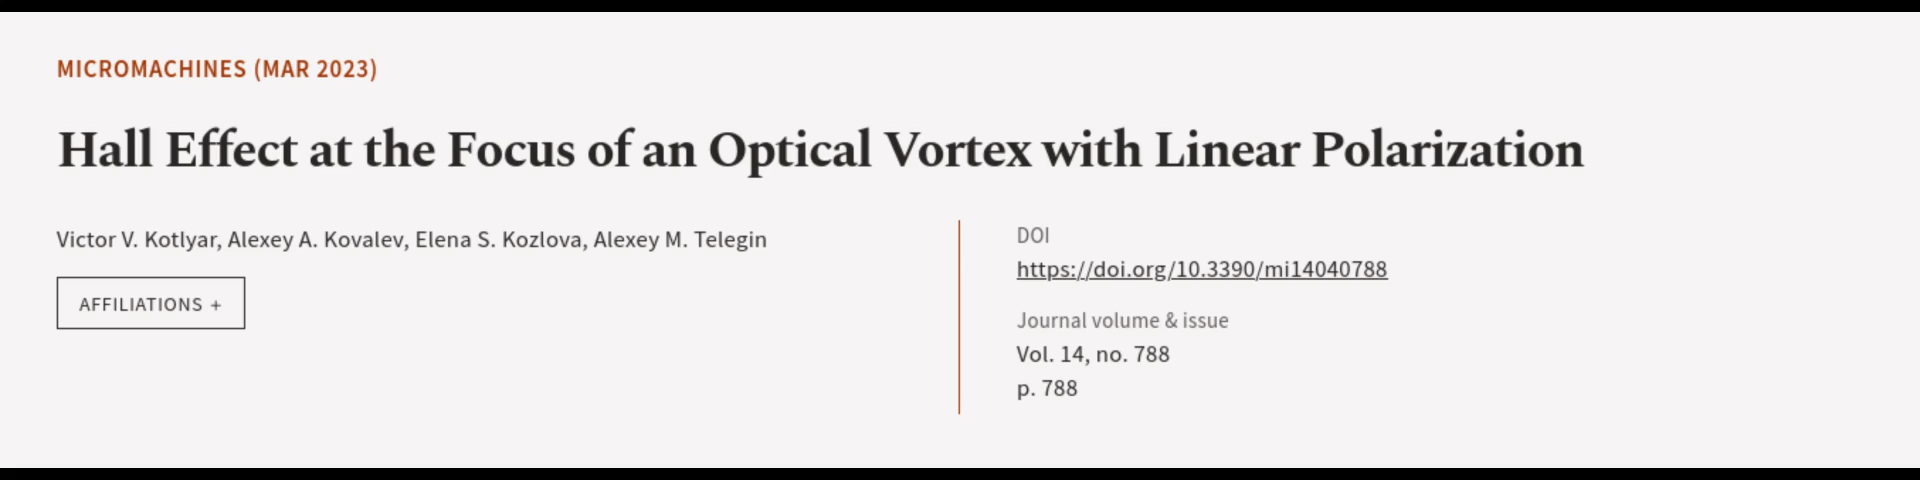 MICROMACHINES (MAR 2023)
Hall Effect at the Focus of an Optical Vortex with Linear Polarization
Victor V. Kotlyar, Alexey A. Kovalev, Elena S. Kozlova, Alexey M. Telegin
AFFILIATIONS +
DOI
https://doi.org/10.3390/mi14040788
Journal volume & issue
Vol. 14, no. 788
p. 788